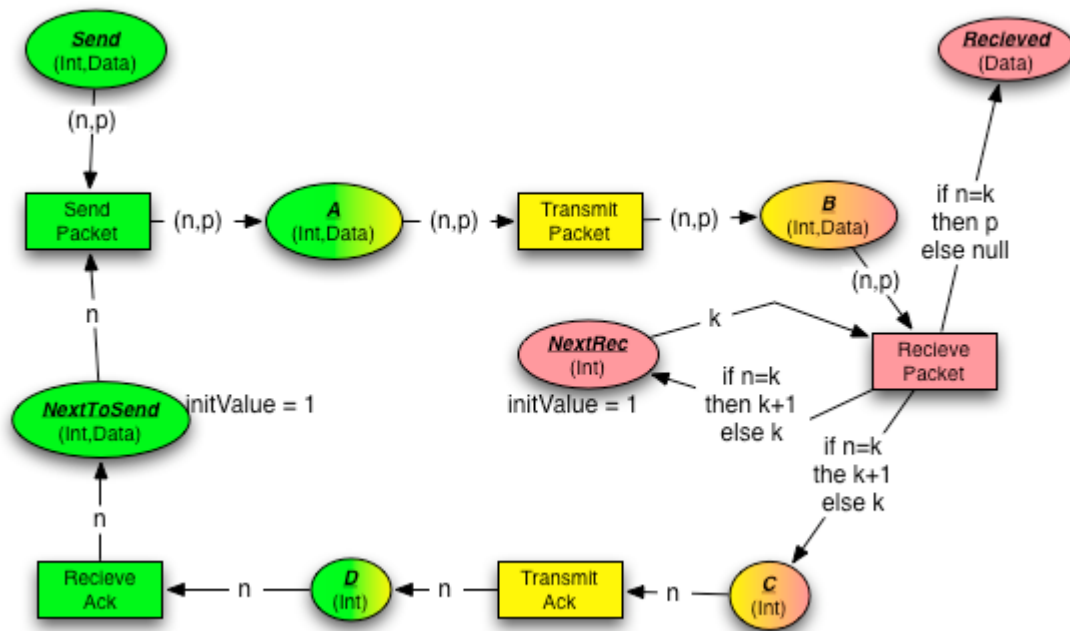 Send
(Int,Data)
Recieved
(Data)
(n,p)
if n=k
then p
else null
Send
Packet
(n,p)
A
(Int,Data)
(n,p)
Transmit
Packet
(n,p)
B
(Int,Data)
(n,p)
n
k
NextRec
(Int)
initValue = 1
Recieve
Packet
if n=k
then k+1
else k
NextToSend
(Int,Data)
initValue = 1
if n=k
the k+1
else k
n
Recieve
Ack
n
D
(Int)
n
Transmit
Ack
n
C
(Int)